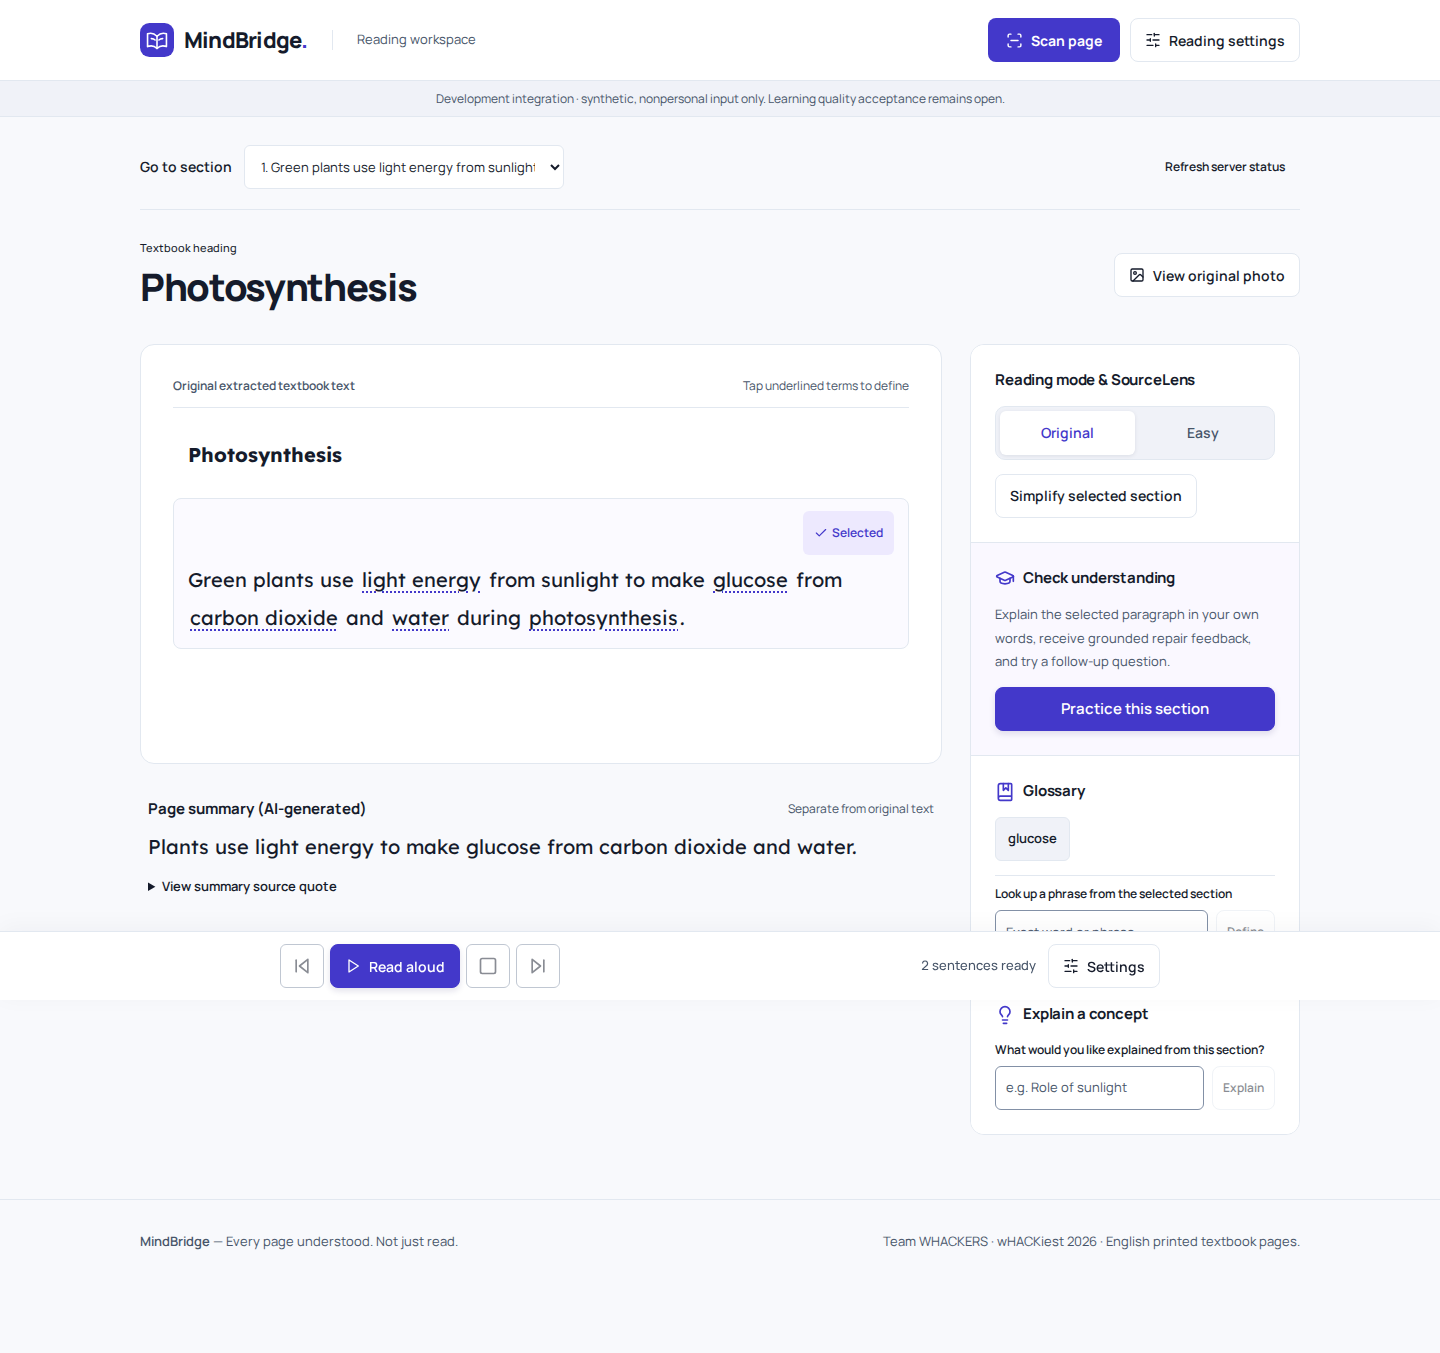 MindBridge.
Reading workspace
Scan page
Reading settings
Development integration · synthetic, nonpersonal input only. Learning quality acceptance remains open.
Go to section
1. Green plants use light energy from sunlight
Refresh server status
Textbook heading
Photosynthesis
View original photo
Original extracted textbook text
Tap underlined terms to define
Photosynthesis
Selected
Green plants use light energy from sunlight to make glucose from
carbon dioxide and water during photosynthesis.
Page summary (AI-generated)
Separate from original text
Plants use light energy to make glucose from carbon dioxide and water.
View summary source quote
Reading mode & SourceLens
Original
Easy
Simplify selected section
Check understanding
Explain the selected paragraph in your own
words, receive grounded repair feedback,
and try a follow-up question.
Practice this section
Glossary
glucose
Look up a phrase from the selected section
Read aloud
2 sentences ready
Settings
Explain a concept
What would you like explained from this section?
e.g. Role of sunlight
Explain
MindBridge — Every page understood. Not just read.
Team WHACKERS · wHACKiest 2026 · English printed textbook pages.